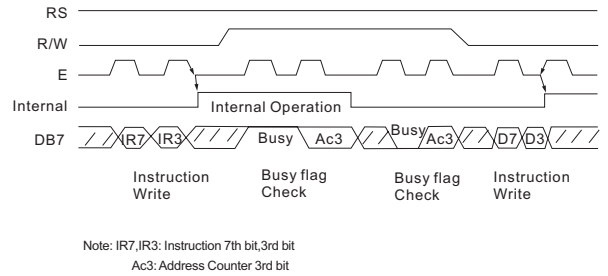 RS
R/W
E
Internal Internal Operation
DB7 IR7 IR3 Busy Ac3 Busy Ac3 D7 D3
Instruction Write
Busy flag Check
Busy flag Check
Instruction Write
Note: IR7,IR3: Instruction 7th bit,3rd bit
Ac3: Address Counter 3rd bit